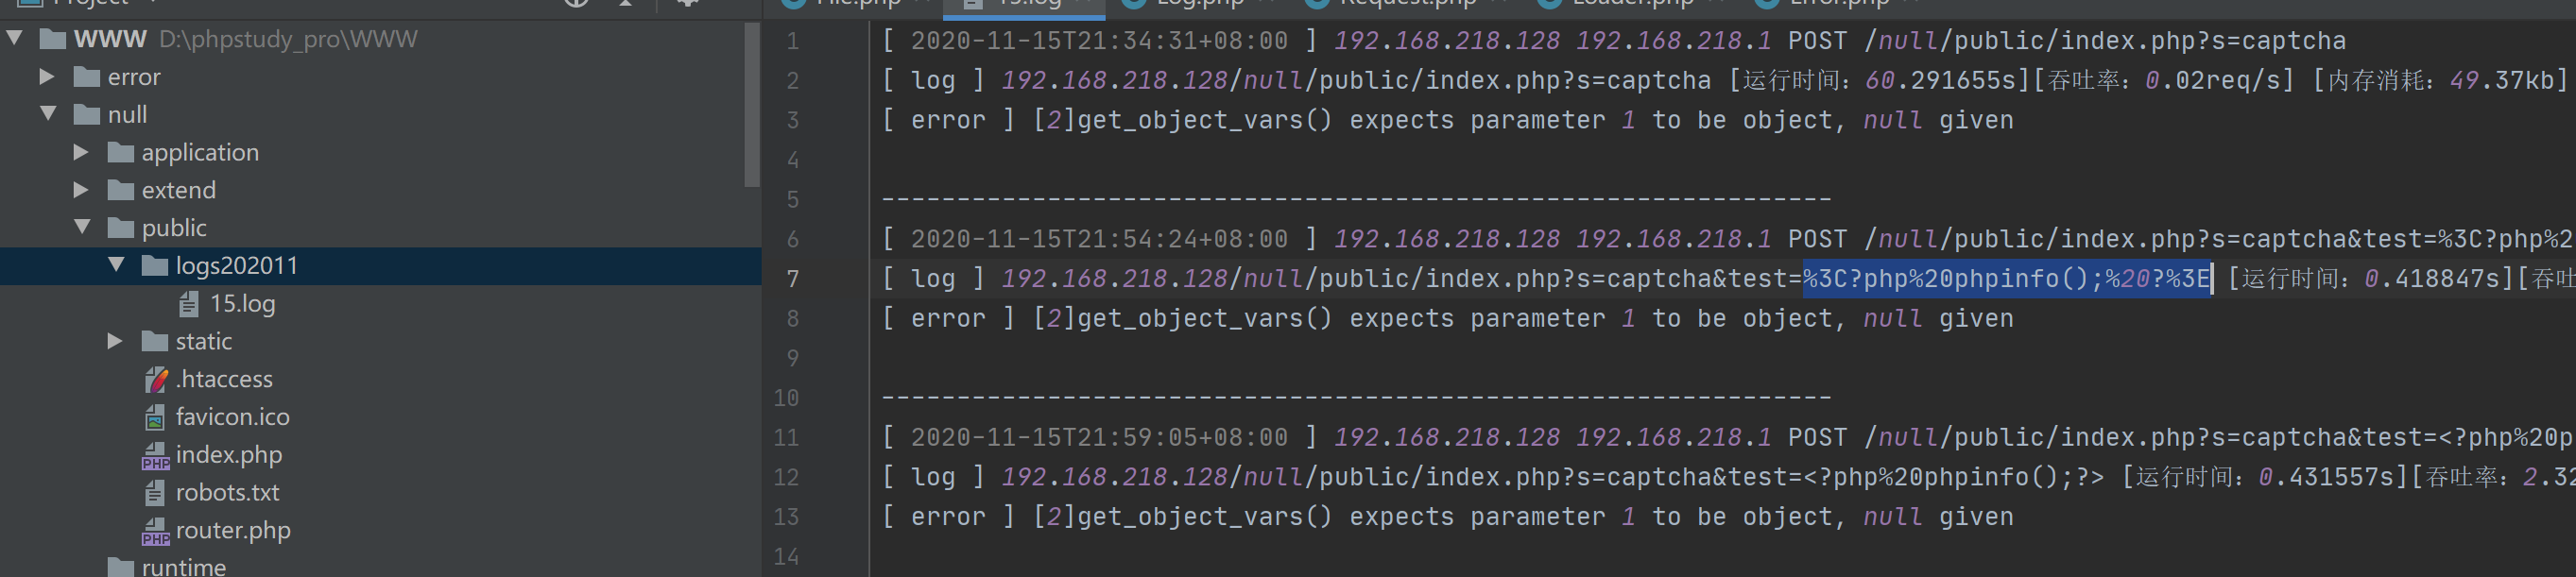 Project
File.php 15.log Log.php Request.php Loader.php Error.php
WWW D:\phpstudy_pro\WWW
error
null
application
extend
public
logs202011
15.log
static
.htaccess
favicon.ico
index.php
robots.txt
router.php
runtime
1 [ 2020-11-15T21:34:31+08:00 ] 192.168.218.128 192.168.218.1 POST /null/public/index.php?s=captcha
2 [ log ] 192.168.218.128/null/public/index.php?s=captcha [运行时间：60.291655s][吞吐率：0.02req/s] [内存消耗：49.37kb]
3 [ error ] [2]get_object_vars() expects parameter 1 to be object, null given
4
5 ---------------------------------------------------------------
6 [ 2020-11-15T21:54:24+08:00 ] 192.168.218.128 192.168.218.1 POST /null/public/index.php?s=captcha&test=%3C?php%2
7 [ log ] 192.168.218.128/null/public/index.php?s=captcha&test=%3C?php%20phpinfo();%20?%3E [运行时间：0.418847s][吞吐
8 [ error ] [2]get_object_vars() expects parameter 1 to be object, null given
9
10 ---------------------------------------------------------------
11 [ 2020-11-15T21:59:05+08:00 ] 192.168.218.128 192.168.218.1 POST /null/public/index.php?s=captcha&test=<?php%20p
12 [ log ] 192.168.218.128/null/public/index.php?s=captcha&test=<?php%20phpinfo();?> [运行时间：0.431557s][吞吐率：2.32
13 [ error ] [2]get_object_vars() expects parameter 1 to be object, null given
14